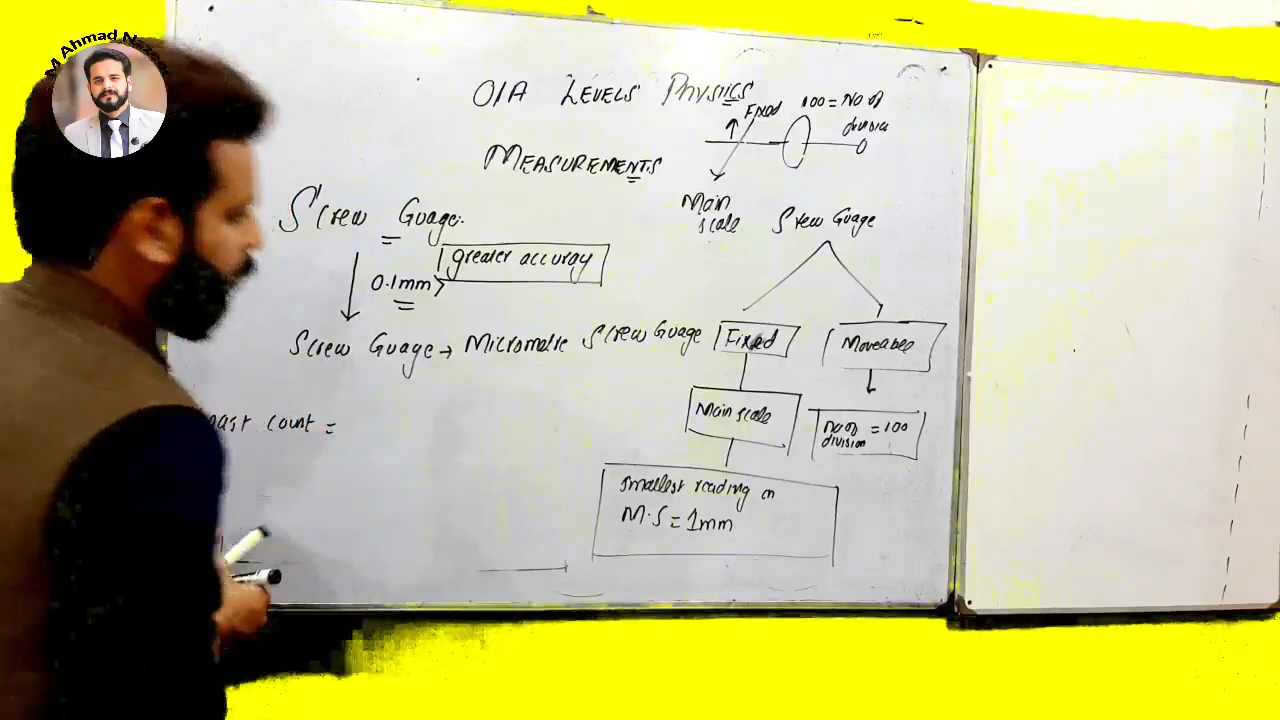 M Ahmad
O/A LEVELS PHYSICS
Fixed
100 = No of
division
MEASUREMENTS
Main
scale
Screw Guage
Screw Guage
greater accuracy
0.1mm
Screw Guage → Micrometre Screw Guage
Fixed
Moveable
Main scale
no of = 100
division
count =
smallest reading on
M.S = 1mm